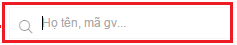 Họ tên, mã gv...